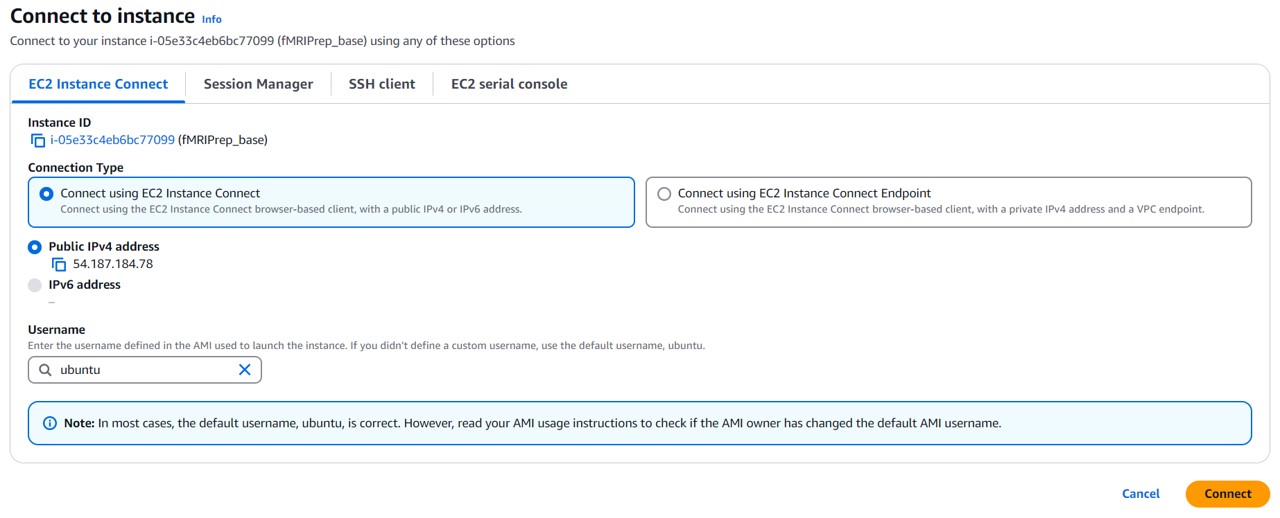 Connect to instance Info
Connect to your instance i-05e33c4eb6bc77099 (fMRIPrep_base) using any of these options
EC2 Instance Connect Session Manager SSH client EC2 serial console
Instance ID
i-05e33c4eb6bc77099 (fMRIPrep_base)
Connection Type
Connect using EC2 Instance Connect
Connect using the EC2 Instance Connect browser-based client, with a public IPv4 or IPv6 address.
Connect using EC2 Instance Connect Endpoint
Connect using the EC2 Instance Connect browser-based client, with a private IPv4 address and a VPC endpoint.
Public IPv4 address
54.187.184.78
IPv6 address
–
Username
Enter the username defined in the AMI used to launch the instance. If you didn't define a custom username, use the default username, ubuntu.
ubuntu
Note: In most cases, the default username, ubuntu, is correct. However, read your AMI usage instructions to check if the AMI owner has changed the default AMI username.
Cancel Connect